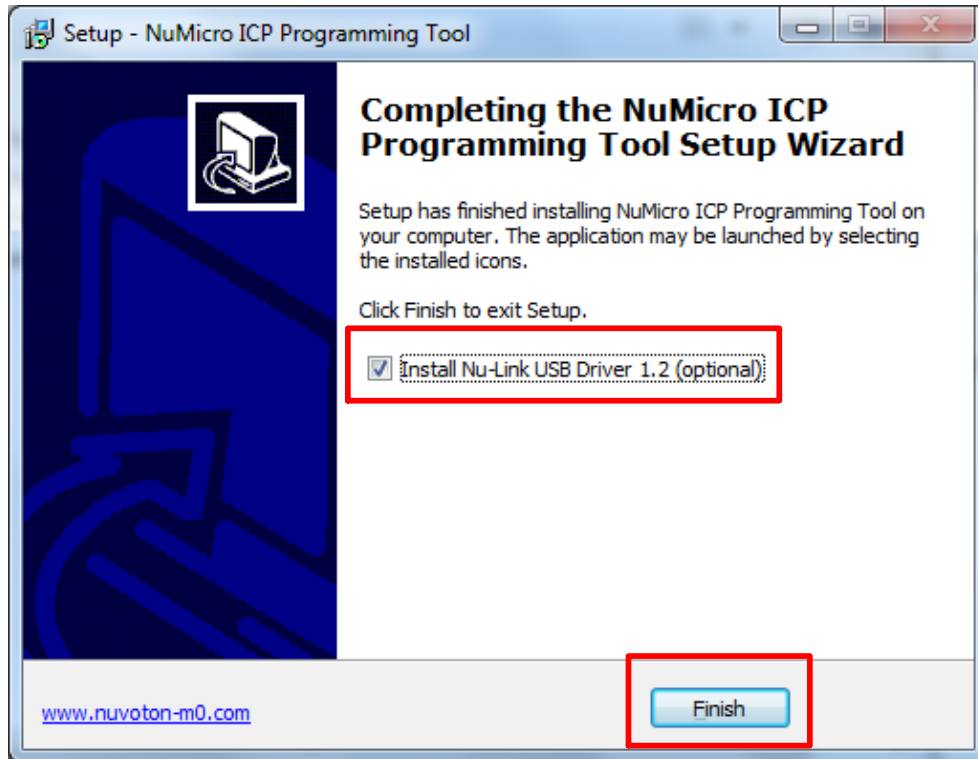 Setup - NuMicro ICP Programming Tool
Completing the NuMicro ICP
Programming Tool Setup Wizard
Setup has finished installing NuMicro ICP Programming Tool on
your computer. The application may be launched by selecting
the installed icons.
Click Finish to exit Setup.
Install Nu-Link USB Driver 1.2 (optional)
www.nuvoton-m0.com
Finish